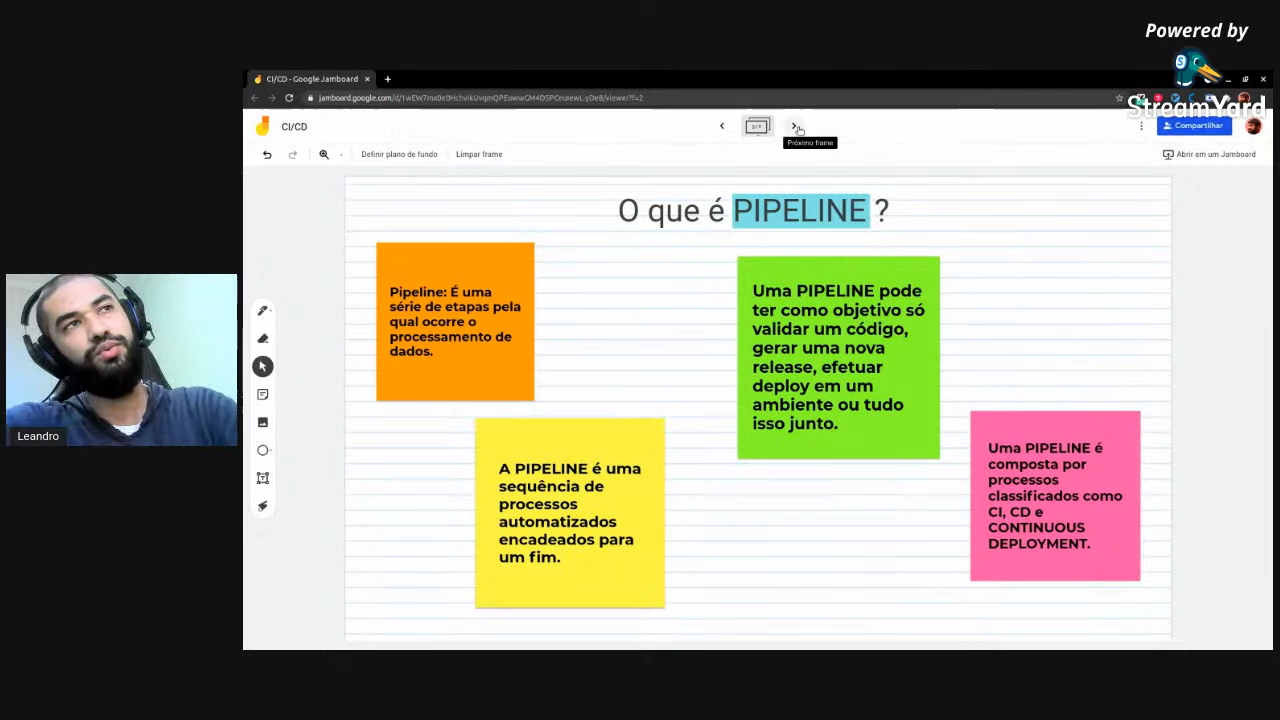 Powered by
StreamYard
CI/CD - Google Jamboard
CI/CD
Próximo frame
Compartilhar
Definir plano de fundo
Limpar frame
Abrir em um Jamboard
O que é PIPELINE ?
Pipeline: É uma
série de etapas pela
qual ocorre o
processamento de
dados.
Uma PIPELINE pode
ter como objetivo só
validar um código,
gerar uma nova
release, efetuar
deploy em um
ambiente ou tudo
isso junto.
A PIPELINE é uma
sequência de
processos
automatizados
encadeados para
um fim.
Uma PIPELINE é
composta por
processos
classificados como
CI, CD e
CONTINUOUS
DEPLOYMENT.
Leandro